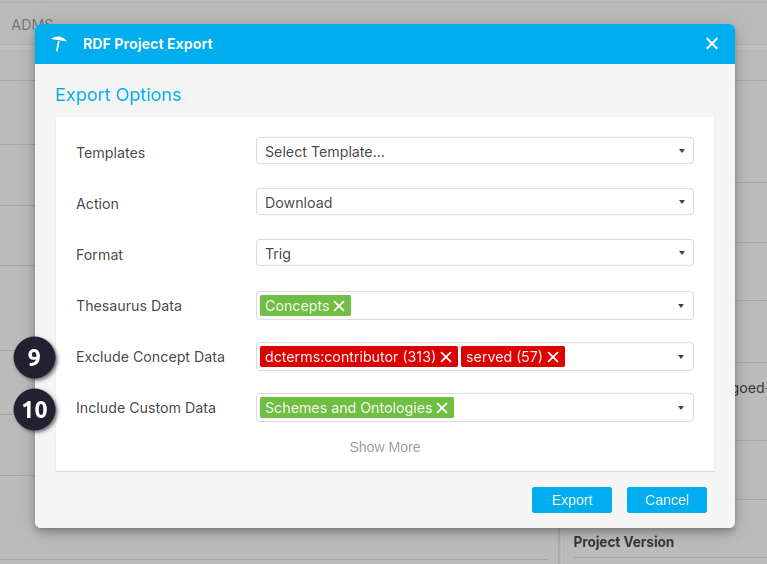 ADMS
RDF Project Export
Export Options
Templates Select Template...
Action Download
Format Trig
Thesaurus Data Concepts
9 Exclude Concept Data dcterms:contributor (313) served (57)
goed-
10 Include Custom Data Schemes and Ontologies
Show More
Export Cancel
Project Version